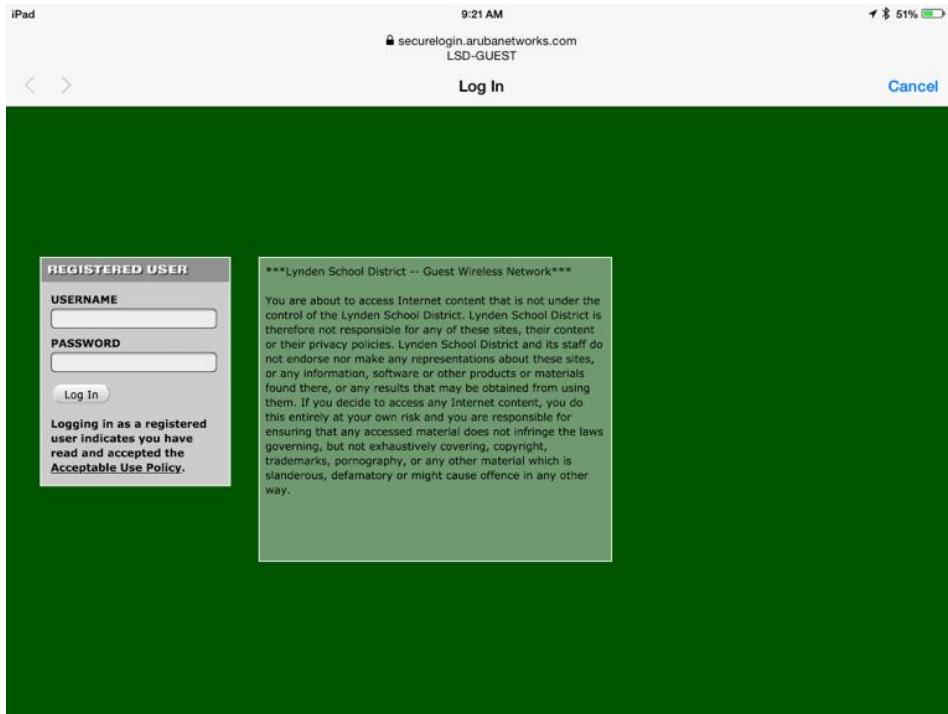 iPad
9:21 AM
51%
securelogin.arubanetworks.com
LSD-GUEST
Log In
Cancel
REGISTERED USER
USERNAME
PASSWORD
Log In
Logging in as a registered
user indicates you have
read and accepted the
Acceptable Use Policy.
***Lynden School District -- Guest Wireless Network***
You are about to access Internet content that is not under the
control of the Lynden School District. Lynden School District is
therefore not responsible for any of these sites, their content
or their privacy policies. Lynden School District and its staff do
not endorse nor make any representations about these sites,
or any information, software or other products or materials
found there, or any results that may be obtained from using
them. If you decide to access any Internet content, you do
this entirely at your own risk and you are responsible for
ensuring that any accessed material does not infringe the laws
governing, but not exhaustively covering, copyright,
trademarks, pornography, or any other material which is
slanderous, defamatory or might cause offence in any other
way.